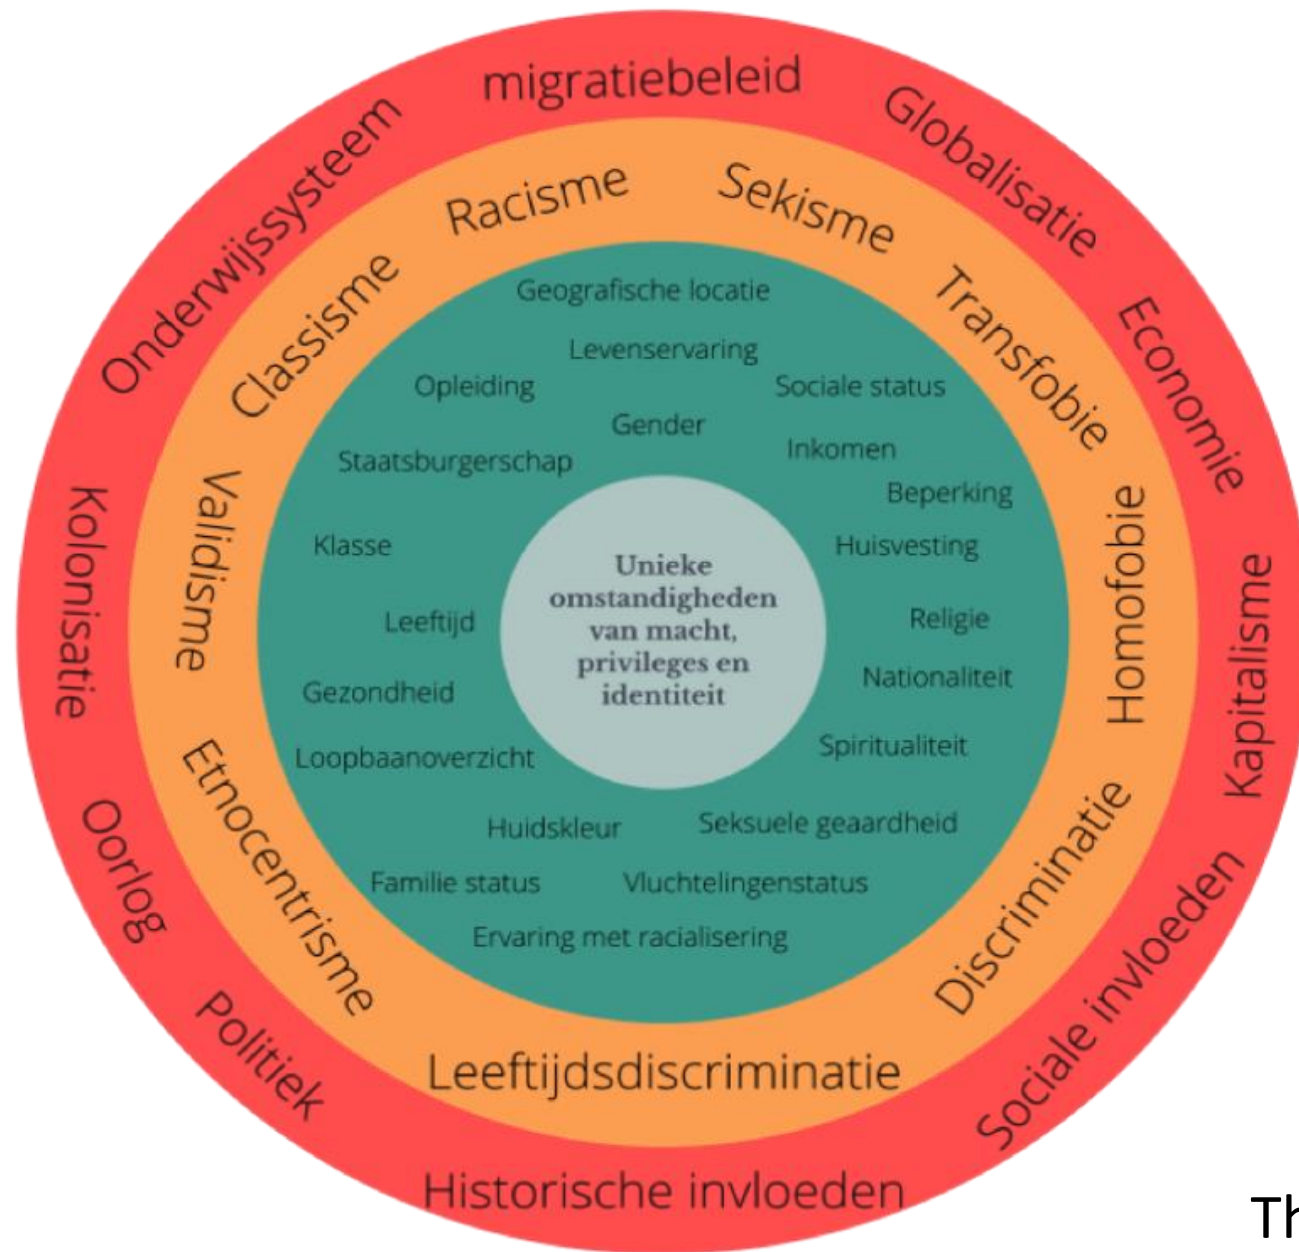 migratiebeleid
Globalisatie
Economie
Kapitalisme
Sociale invloeden
Historische invloeden
Politiek
Oorlog
Kolonisatie
Onderwijssysteem
Racisme
Sekisme
Transfobie
Homofobie
Discriminatie
Leeftijdsdiscriminatie
Etnocentrisme
Validisme
Classisme
Geografische locatie
Levenservaring
Opleiding
Sociale status
Gender
Inkomen
Staatsburgerschap
Beperking
Klasse
Huisvesting
Leeftijd
Religie
Nationaliteit
Gezondheid
Spiritualiteit
Loopbaanoverzicht
Huidskleur
Seksuele geaardheid
Familie status
Vluchtelingenstatus
Ervaring met racialisering
Unieke
omstandigheden
van macht,
privileges en
identiteit
Th